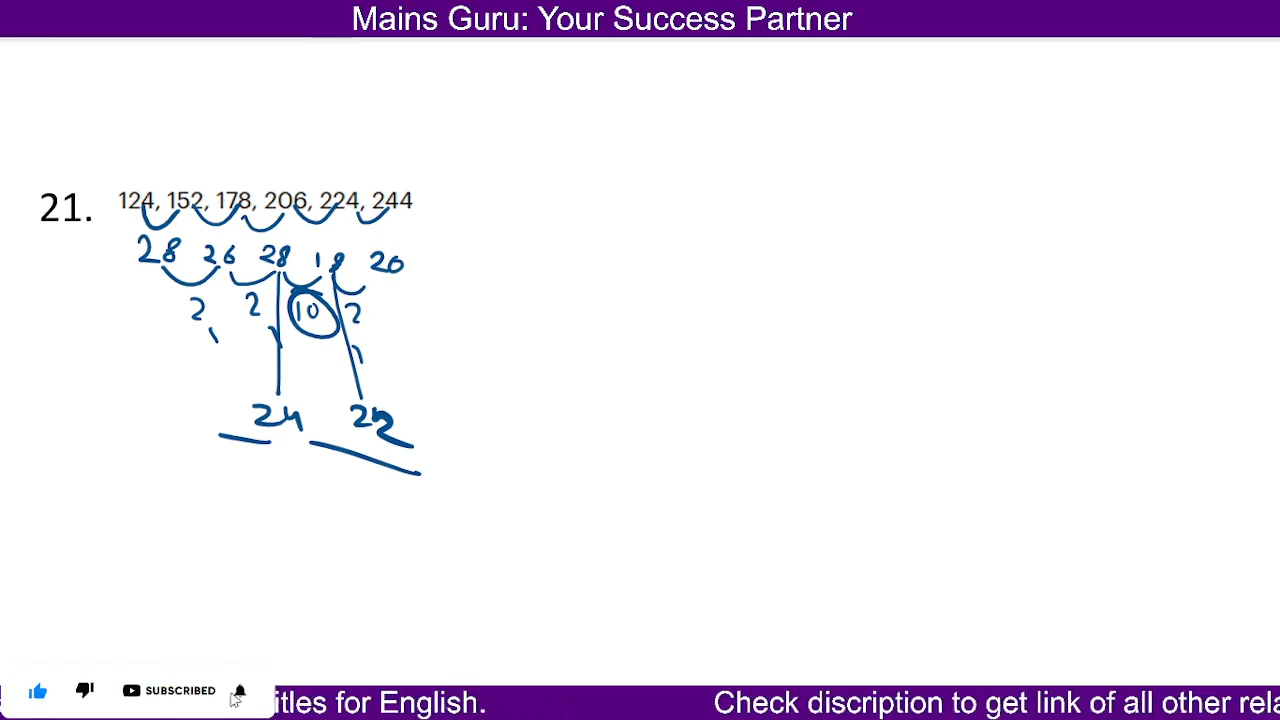 Mains Guru: Your Success Partner
21. 124, 152, 178, 206, 224, 244
28 26 28 18 20
2 2 10 2
24 22
SUBSCRIBED
itles for English. Check discription to get link of all other rela